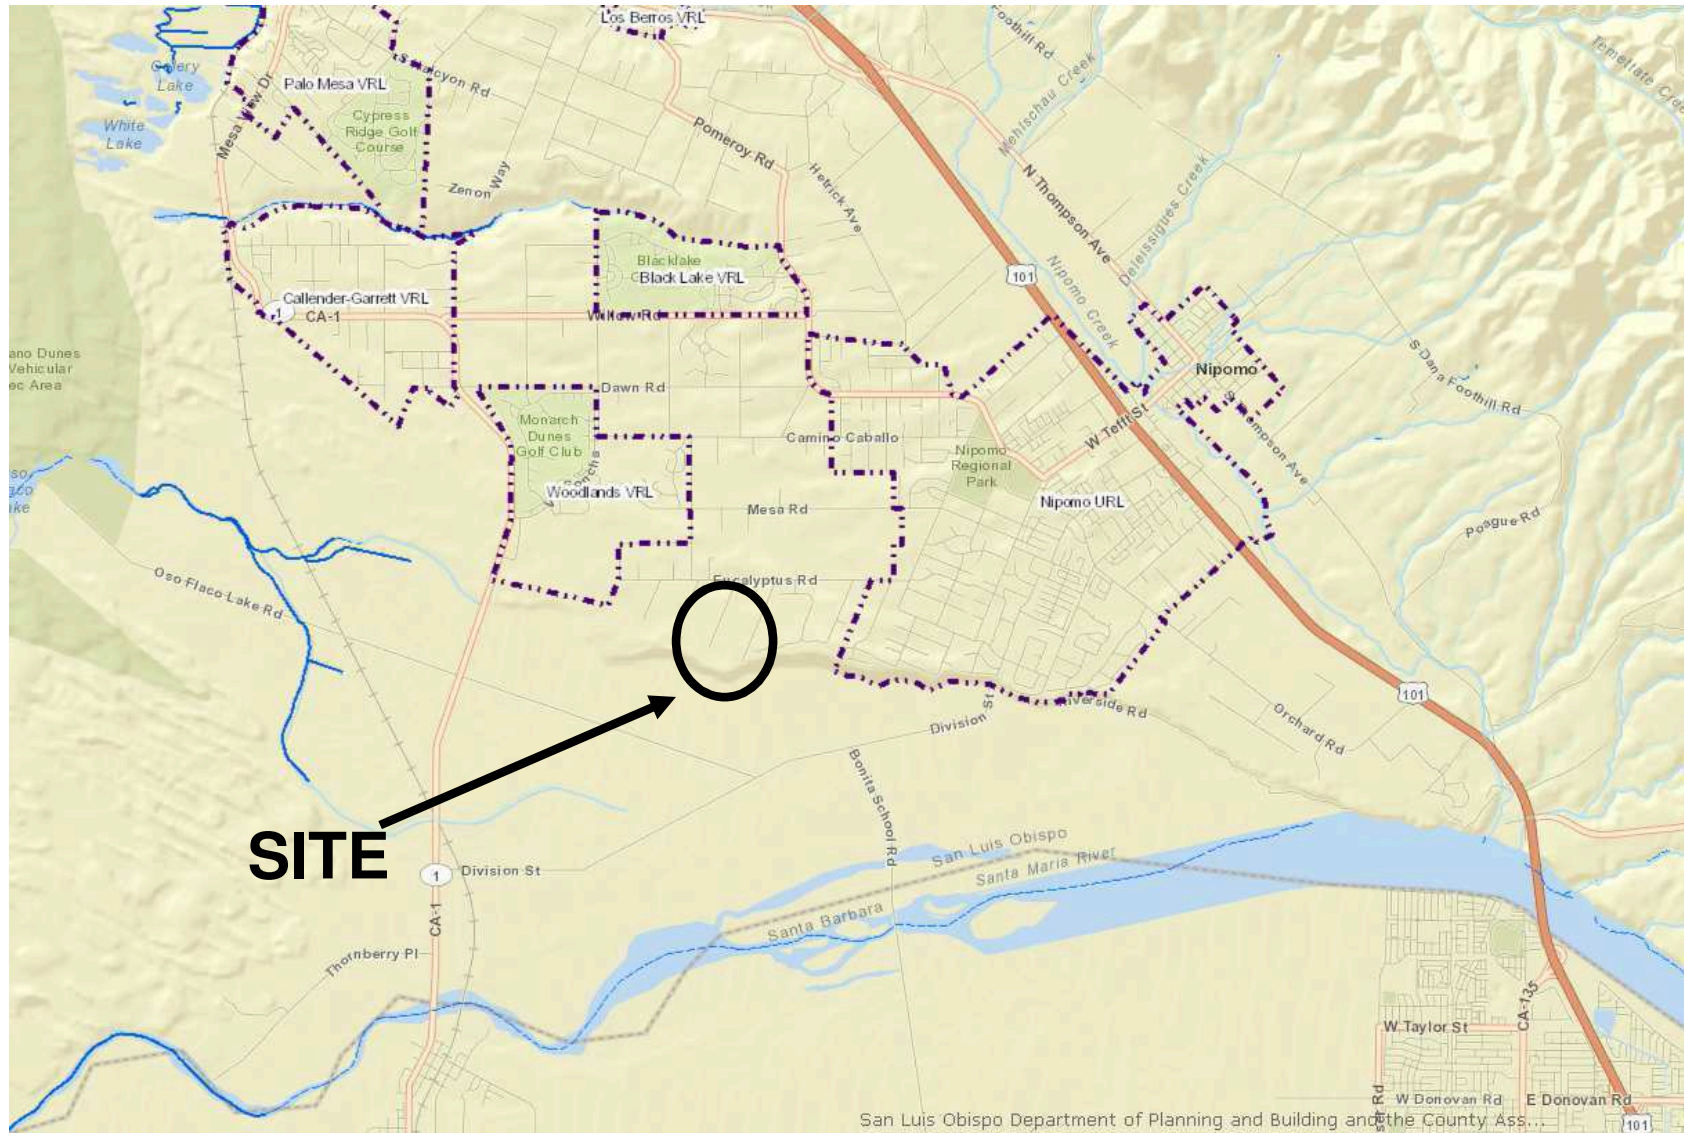 Los Berros VRL
Foothill Rd
Temettate Creek
Celery
Lake
Palo Mesa VRL
S Halcyon Rd
Mehlschau Creek
Cypress
Ridge Golf
Course
White
Lake
Mesa View Dr
Pomeroy Rd
Zenon Way
Hetrick Ave
N Thompson Ave
Deleissigues Creek
Nipomo Creek
101
Blacklake
Black Lake VRL
Callender-Garrett VRL
1
CA-1
Willow Rd
ano Dunes
Vehicular
ec Area
Nipomo
S Dana Foothill Rd
Dawn Rd
Monarch
Dunes
Golf Club
Camino Caballo
W Tefft St
S Thompson Ave
Nipomo
Regional
Park
Woodlands VRL
Nipomo URL
Mesa Rd
Poague Rd
Oso Flaco Lake Rd
Eucalyptus Rd
101
Division St
Riverside Rd
Orchard Rd
Bonita School Rd
SITE
San Luis Obispo
Santa Maria River
1
Division St
Santa Barbara
CA-1
Thornberry Pl
CA-135
W Taylor St
W Donovan Rd
E Donovan Rd
San Luis Obispo Department of Planning and Building and the County Ass...
101